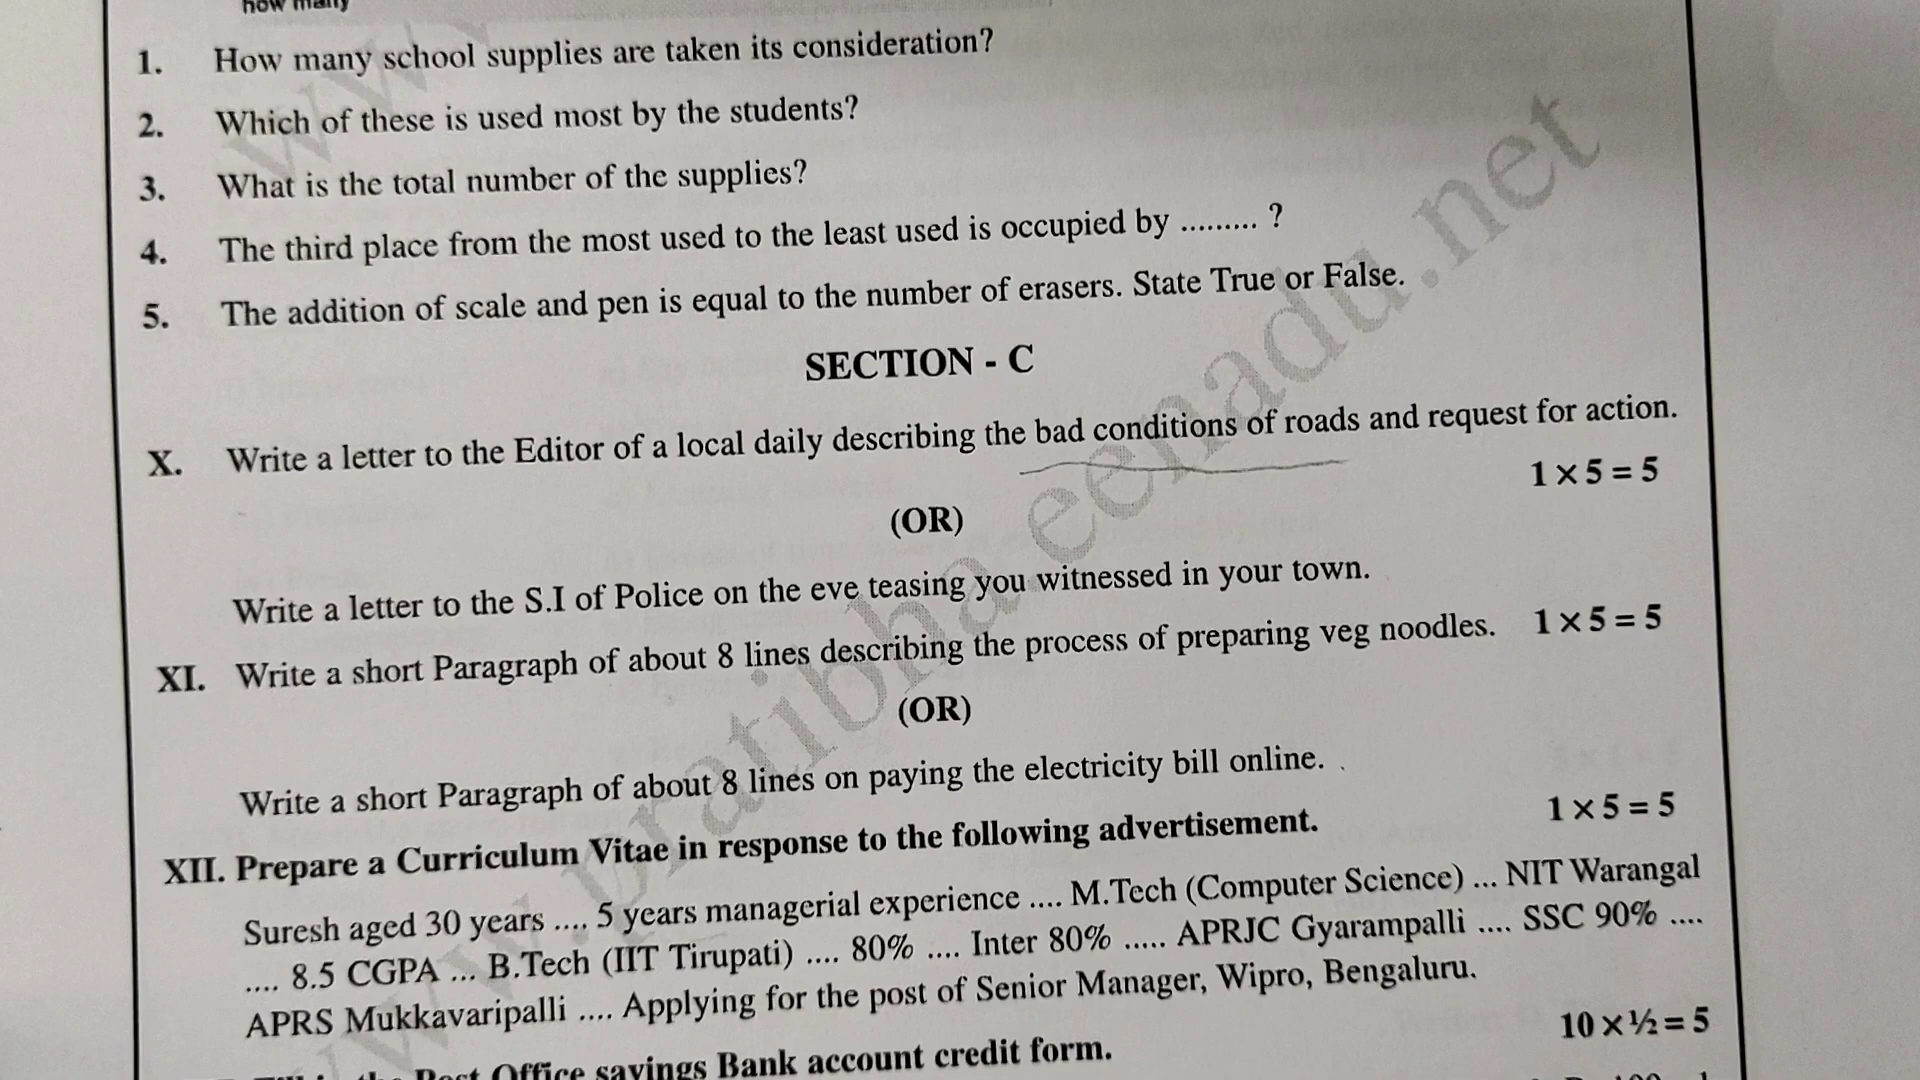 how many
1. How many school supplies are taken its consideration?
2. Which of these is used most by the students?
3. What is the total number of the supplies?
4. The third place from the most used to the least used is occupied by ......... ?
5. The addition of scale and pen is equal to the number of erasers. State True or False.
SECTION - C
X. Write a letter to the Editor of a local daily describing the bad conditions of roads and request for action.
1 × 5 = 5
(OR)
Write a letter to the S.I of Police on the eve teasing you witnessed in your town.
XI. Write a short Paragraph of about 8 lines describing the process of preparing veg noodles. 1 × 5 = 5
(OR)
Write a short Paragraph of about 8 lines on paying the electricity bill online.
XII. Prepare a Curriculum Vitae in response to the following advertisement. 1 × 5 = 5
Suresh aged 30 years .... 5 years managerial experience .... M.Tech (Computer Science) ... NIT Warangal
.... 8.5 CGPA ... B.Tech (IIT Tirupati) .... 80% .... Inter 80% ..... APRJC Gyarampalli .... SSC 90% ....
APRS Mukkavaripalli .... Applying for the post of Senior Manager, Wipro, Bengaluru.
10 × ½ = 5
the Post Office savings Bank account credit form.
www.pratibha.eenadu.net